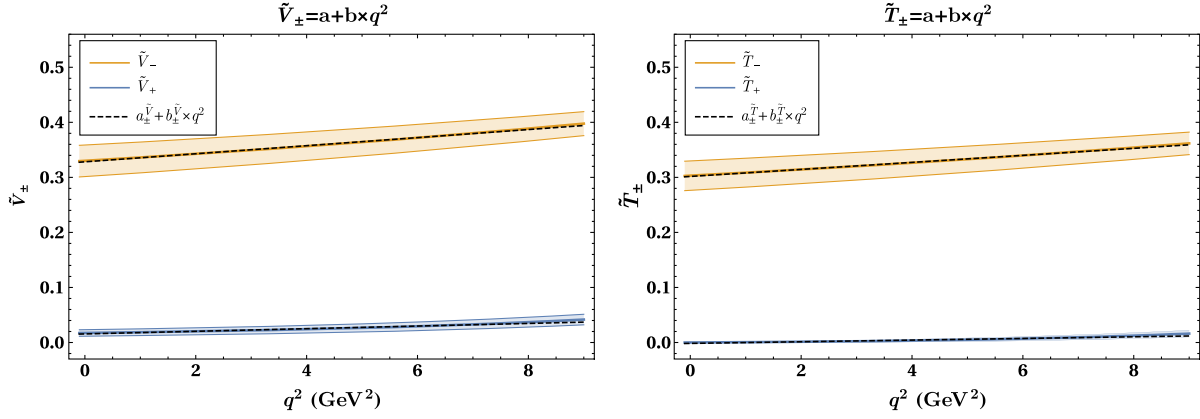 Ṽ±=a+b×q²
Ṽ−
Ṽ+
a±^Ṽ+b±^Ṽ×q²
Ṽ±
0.5
0.4
0.3
0.2
0.1
0.0
0 2 4 6 8
q² (GeV²)
T̃±=a+b×q²
T̃−
T̃+
a±^T̃+b±^T̃×q²
T̃±
0.5
0.4
0.3
0.2
0.1
0.0
0 2 4 6 8
q² (GeV²)